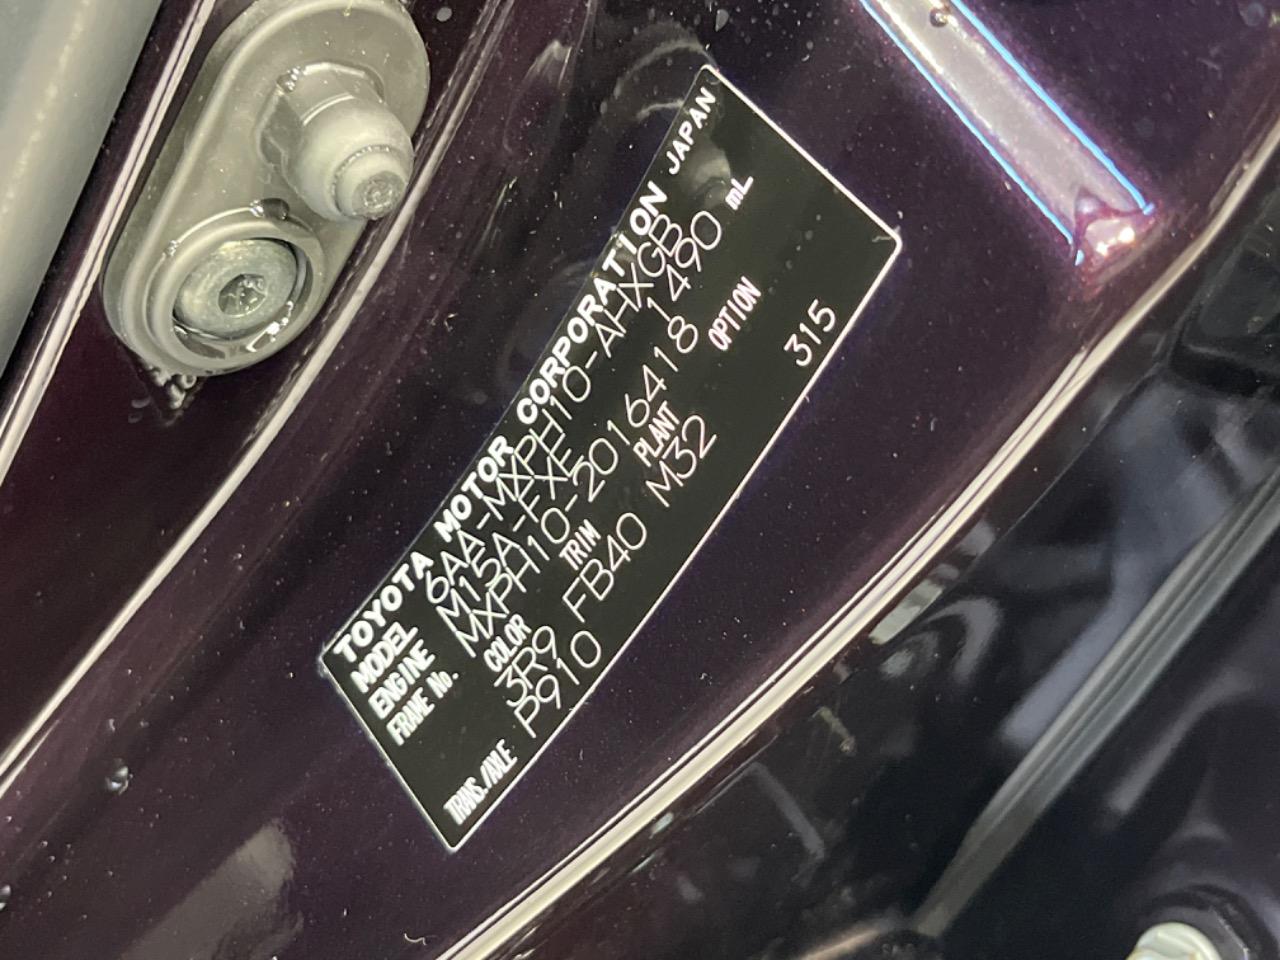 TOYOTA MOTOR CORPORATION JAPAN
MODEL 6AA-MXPH10-AHXGB
ENGINE M15A-FXE 1490 mL
FRAME No. MXPH10-2016418
COLOR TRIM PLANT OPTION
3R9 FB40 M32 315
TRANS./AXLE P910